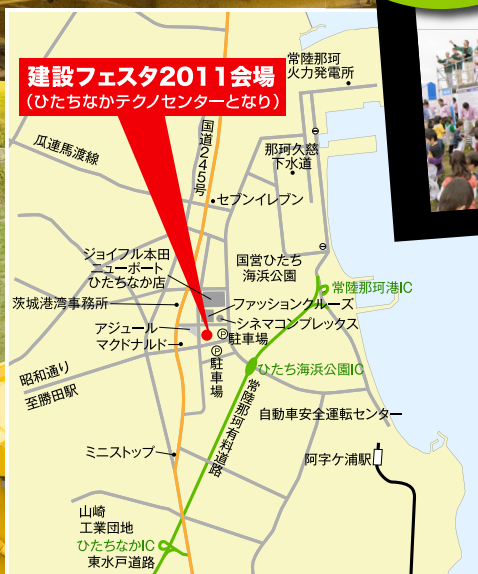 建設フェスタ2011会場
（ひたちなかテクノセンターとなり）
常陸那珂
火力発電所
瓜連馬渡線
国道245号
那珂久慈
下水道
セブンイレブン
ジョイフル本田
ニューポート
ひたちなか店
国営ひたち
海浜公園
常陸那珂港IC
茨城港湾事務所
ファッションクルーズ
シネマコンプレックス
アジュール
マクドナルド
Ⓟ駐車場
Ⓟ駐車場
ひたち海浜公園IC
昭和通り
至勝田駅
常陸那珂有料道路
自動車安全運転センター
ミニストップ
阿字ケ浦駅
山崎
工業団地
ひたちなかIC
東水戸道路